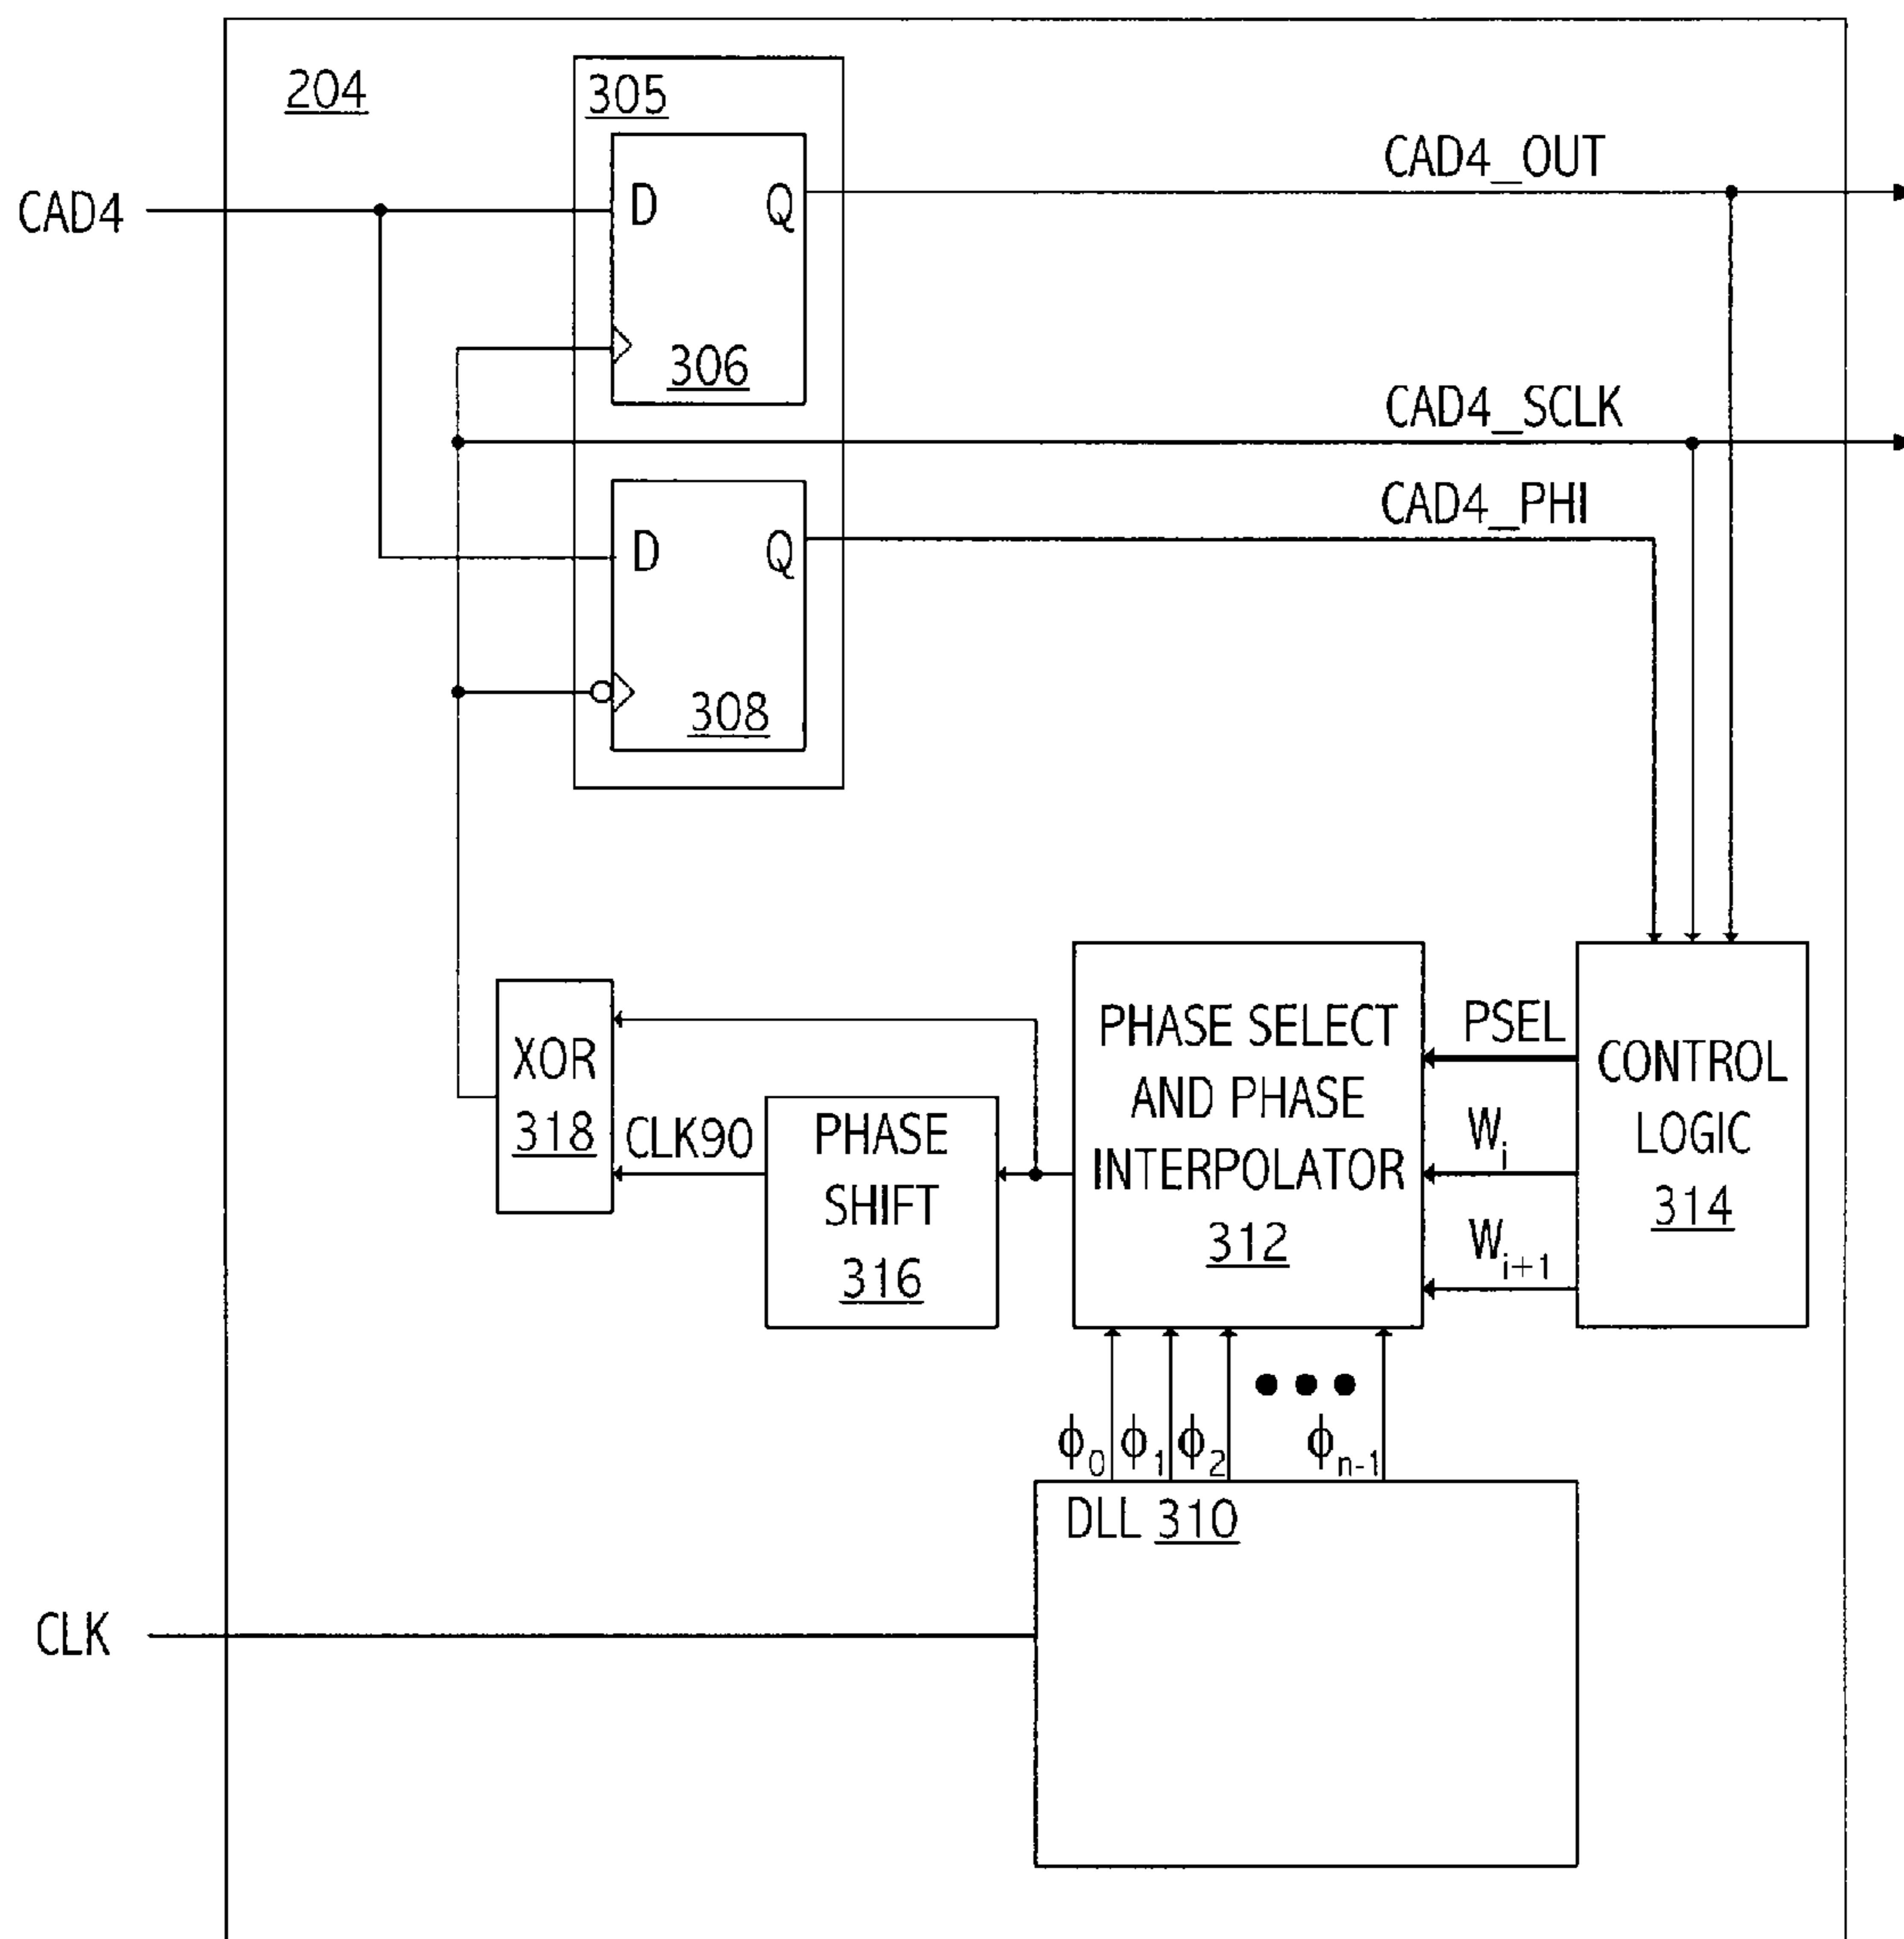 204
305
CAD4
D Q
306
CAD4_OUT
CAD4_SCLK
CAD4_PHI
D Q
308
XOR
318
CLK90
PHASE
SHIFT
316
PHASE SELECT
AND PHASE
INTERPOLATOR
312
PSEL
Wi
Wi+1
CONTROL
LOGIC
314
ϕ0 ϕ1 ϕ2 ••• ϕn-1
DLL 310
CLK